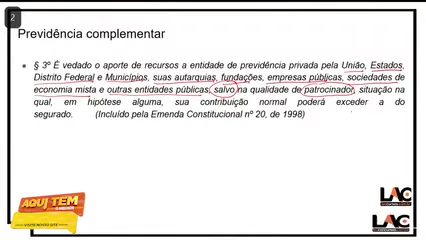 2
Previdência complementar
• § 3º É vedado o aporte de recursos a entidade de previdência privada pela União, Estados,
Distrito Federal e Municípios, suas autarquias, fundações, empresas públicas, sociedades de
economia mista e outras entidades públicas, salvo na qualidade de patrocinador, situação na
qual, em hipótese alguma, sua contribuição normal poderá exceder a do
segurado. (Incluído pela Emenda Constitucional nº 20, de 1998)
AQUI TEM
LAC
LAC